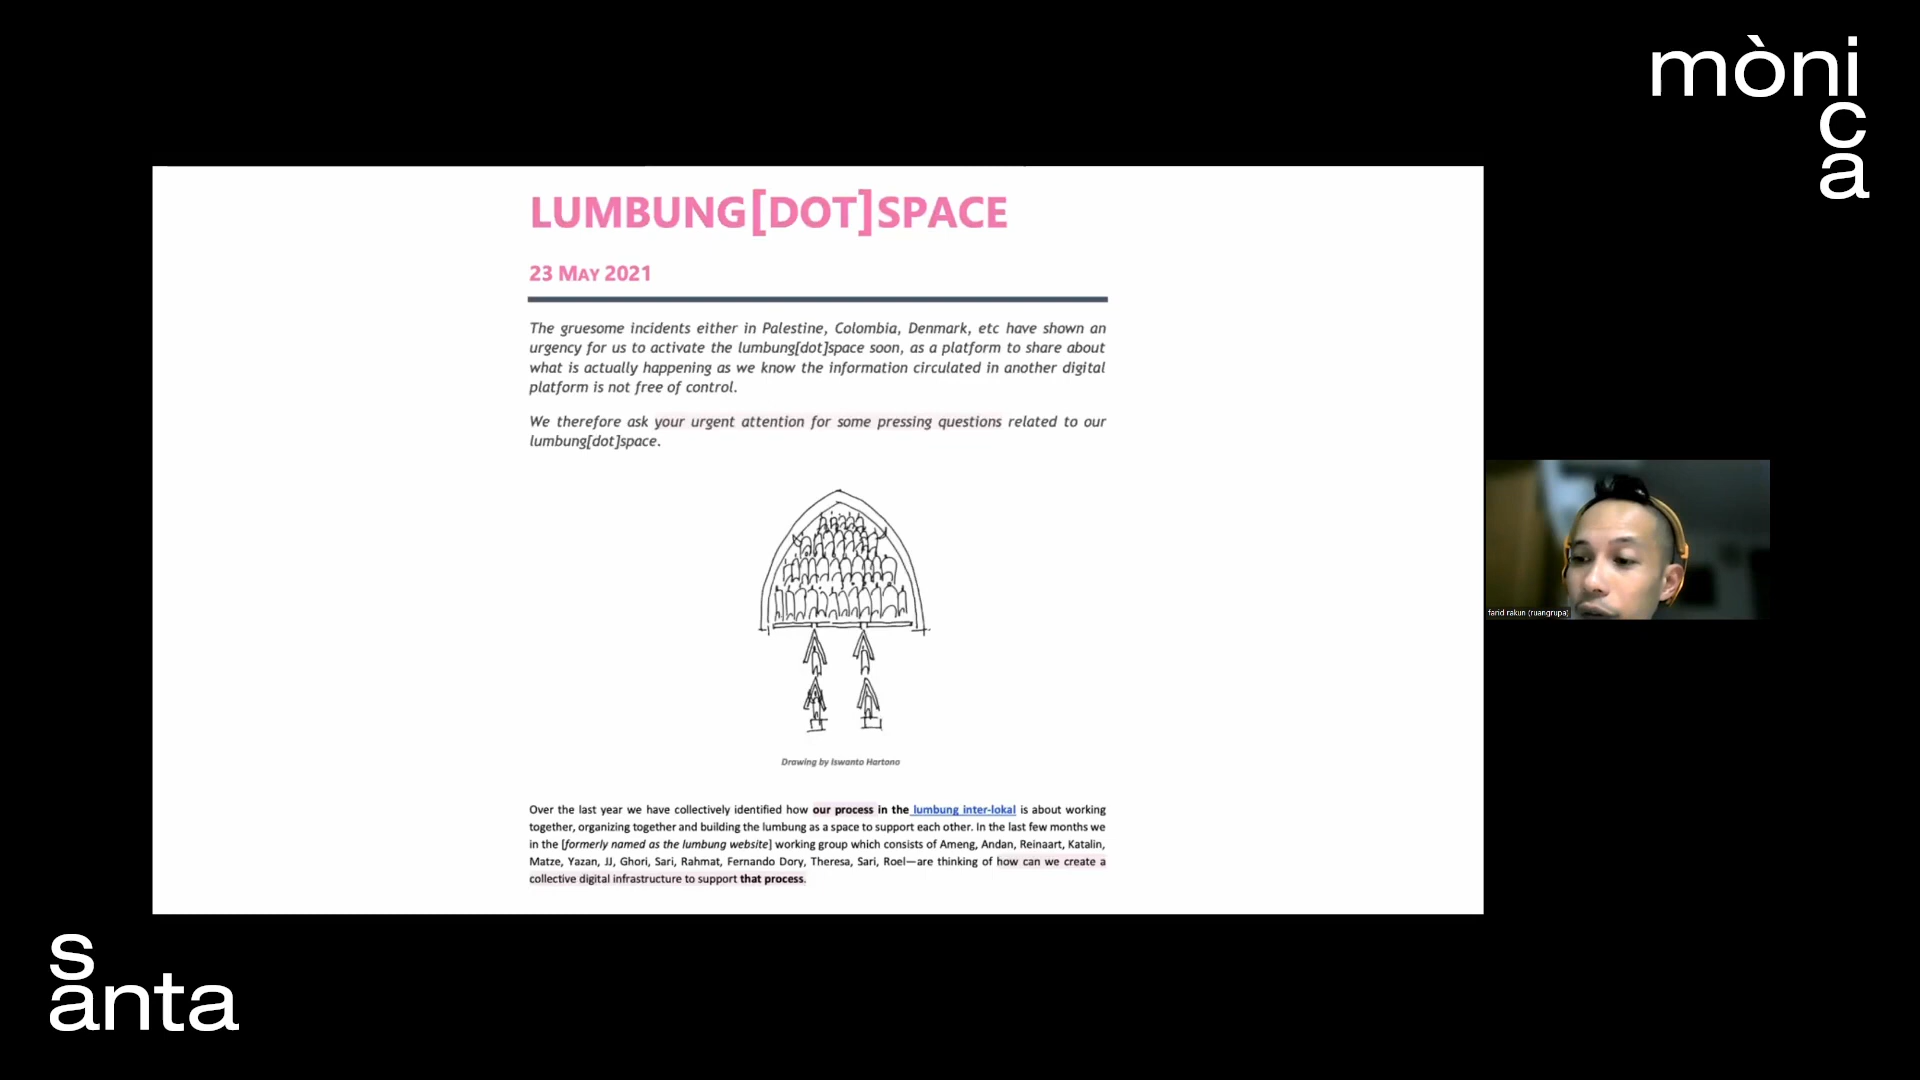 mòni
c
a
LUMBUNG[DOT]SPACE
23 MAY 2021
The gruesome incidents either in Palestine, Colombia, Denmark, etc have shown an
urgency for us to activate the lumbung[dot]space soon, as a platform to share about
what is actually happening as we know the information circulated in another digital
platform is not free of control.
We therefore ask your urgent attention for some pressing questions related to our
lumbung[dot]space.
Drawing by Iswanto Hartono
Over the last year we have collectively identified how our process in the lumbung inter-lokal is about working
together, organizing together and building the lumbung as a space to support each other. In the last few months we
in the [formerly named as the lumbung website] working group which consists of Ameng, Andan, Reinaart, Katalin,
Matze, Yazan, JJ, Ghori, Sari, Rahmat, Fernando Dory, Theresa, Sari, Roel—are thinking of how can we create a
collective digital infrastructure to support that process.
farid rakun (ruangrupa)
s
anta